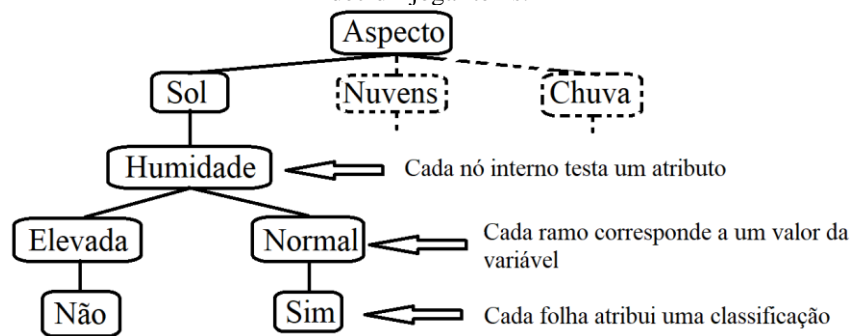 Aspecto
Sol
Nuvens
Chuva
Humidade
Cada nó interno testa um atributo
Elevada
Normal
Cada ramo corresponde a um valor da
variável
Não
Sim
Cada folha atribui uma classificação